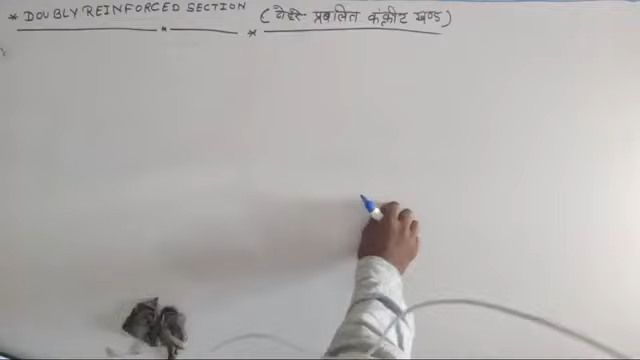 * DOUBLY REINFORCED SECTION (दोहरे प्रबलित कंक्रीट खण्ड)